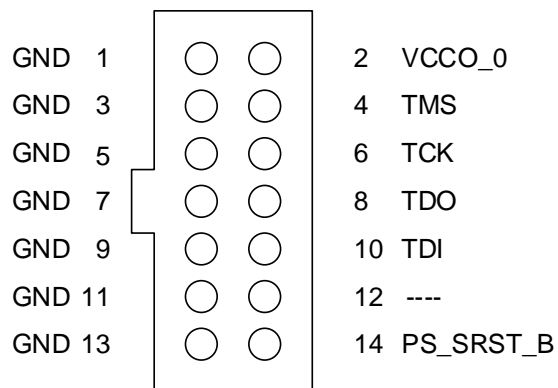 GND 1 2 VCCO_0
GND 3 4 TMS
GND 5 6 TCK
GND 7 8 TDO
GND 9 10 TDI
GND 11 12 ----
GND 13 14 PS_SRST_B